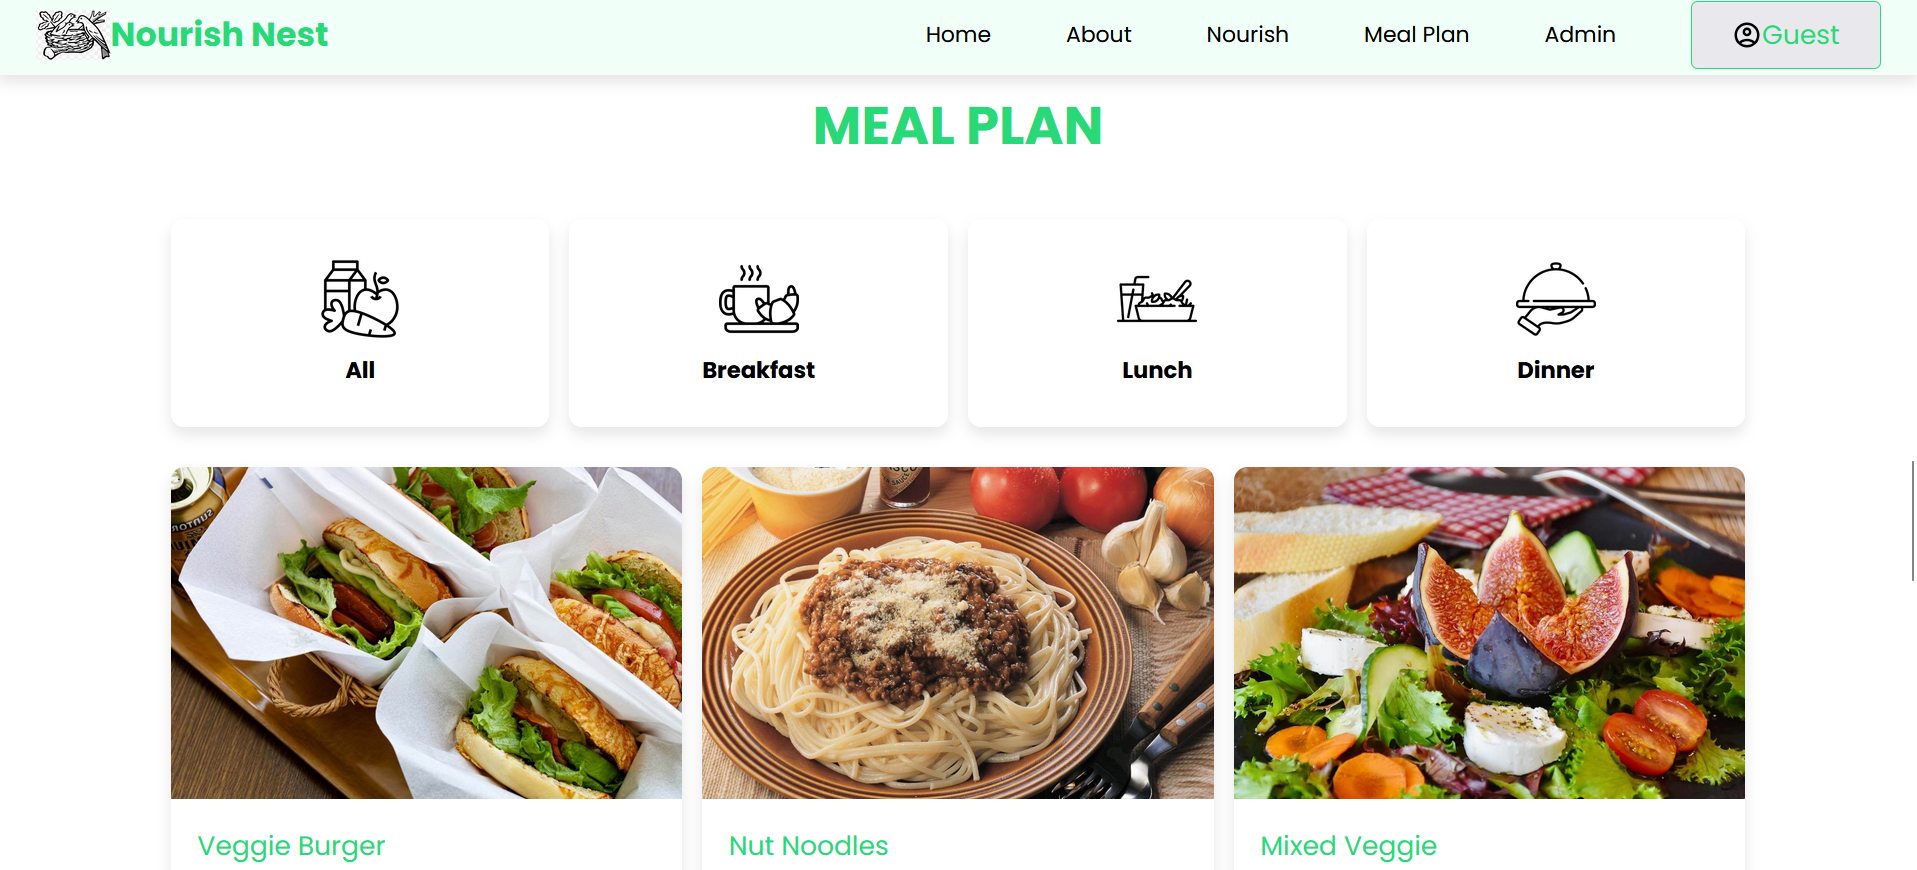 Nourish Nest
Home
About
Nourish
Meal Plan
Admin
Guest
MEAL PLAN
All
Breakfast
Lunch
Dinner
Veggie Burger
Nut Noodles
Mixed Veggie